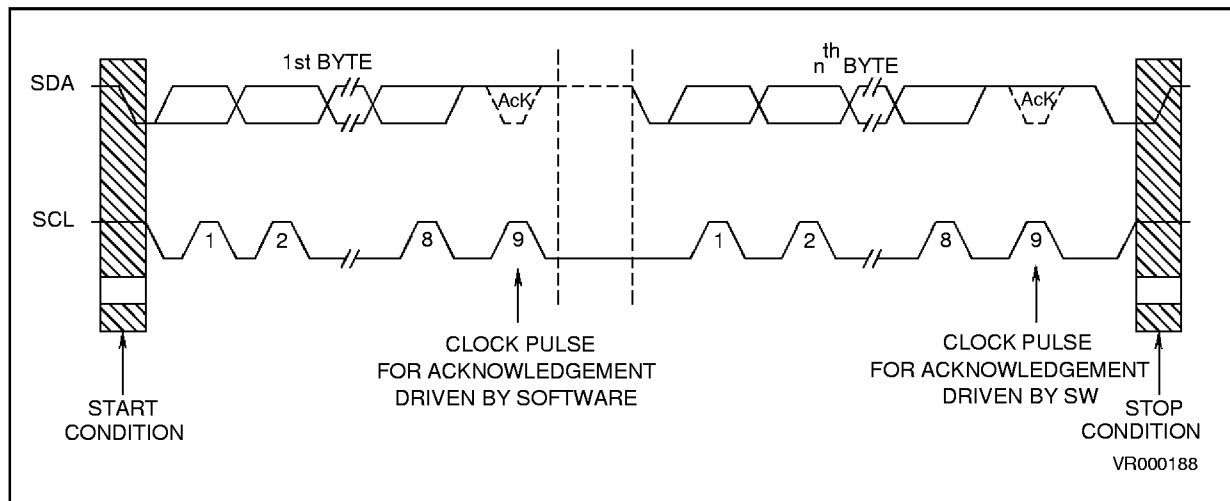 1st BYTE
nth BYTE
SDA
AcK
AcK
SCL
1
2
8
9
1
2
8
9
CLOCK PULSE
FOR ACKNOWLEDGEMENT
DRIVEN BY SOFTWARE
CLOCK PULSE
FOR ACKNOWLEDGEMENT
DRIVEN BY SW
START
CONDITION
STOP
CONDITION
VR000188